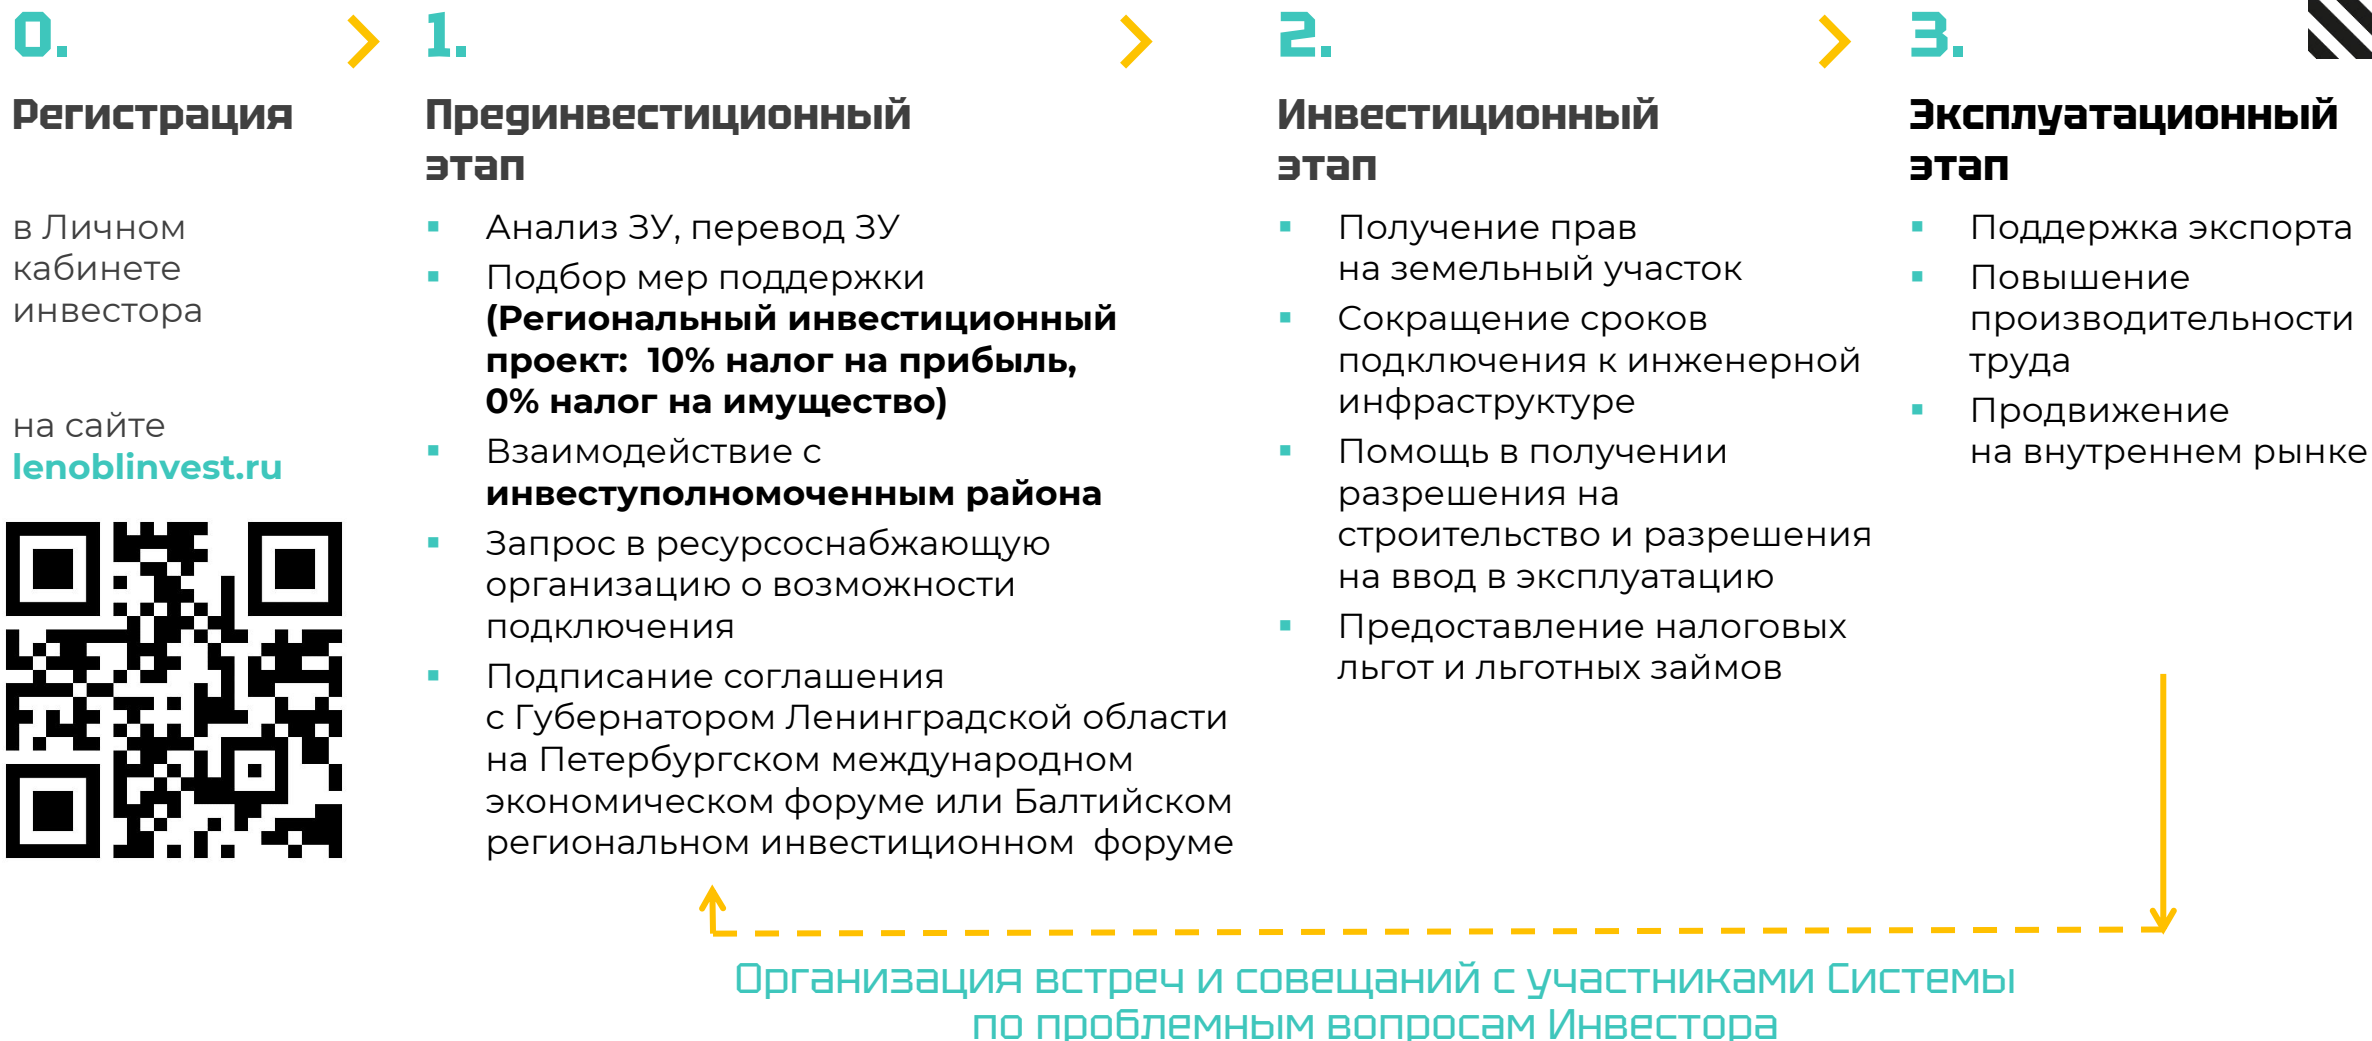 0.
Регистрация
в Личном
кабинете
инвестора
на сайте
lenoblinvest.ru
1.
Прединвестиционный
этап
Анализ ЗУ, перевод ЗУ
Подбор мер поддержки
(Региональный инвестиционный
проект: 10% налог на прибыль,
0% налог на имущество)
Взаимодействие с
инвеступолномоченным района
Запрос в ресурсоснабжающую
организацию о возможности
подключения
Подписание соглашения
с Губернатором Ленинградской области
на Петербургском международном
экономическом форуме или Балтийском
региональном инвестиционном форуме
2.
Инвестиционный
этап
Получение прав
на земельный участок
Сокращение сроков
подключения к инженерной
инфраструктуре
Помощь в получении
разрешения на
строительство и разрешения
на ввод в эксплуатацию
Предоставление налоговых
льгот и льготных займов
3.
Эксплуатационный
этап
Поддержка экспорта
Повышение
производительности
труда
Продвижение
на внутреннем рынке
Организация встреч и совещаний с участниками Системы
по проблемным вопросам Инвестора